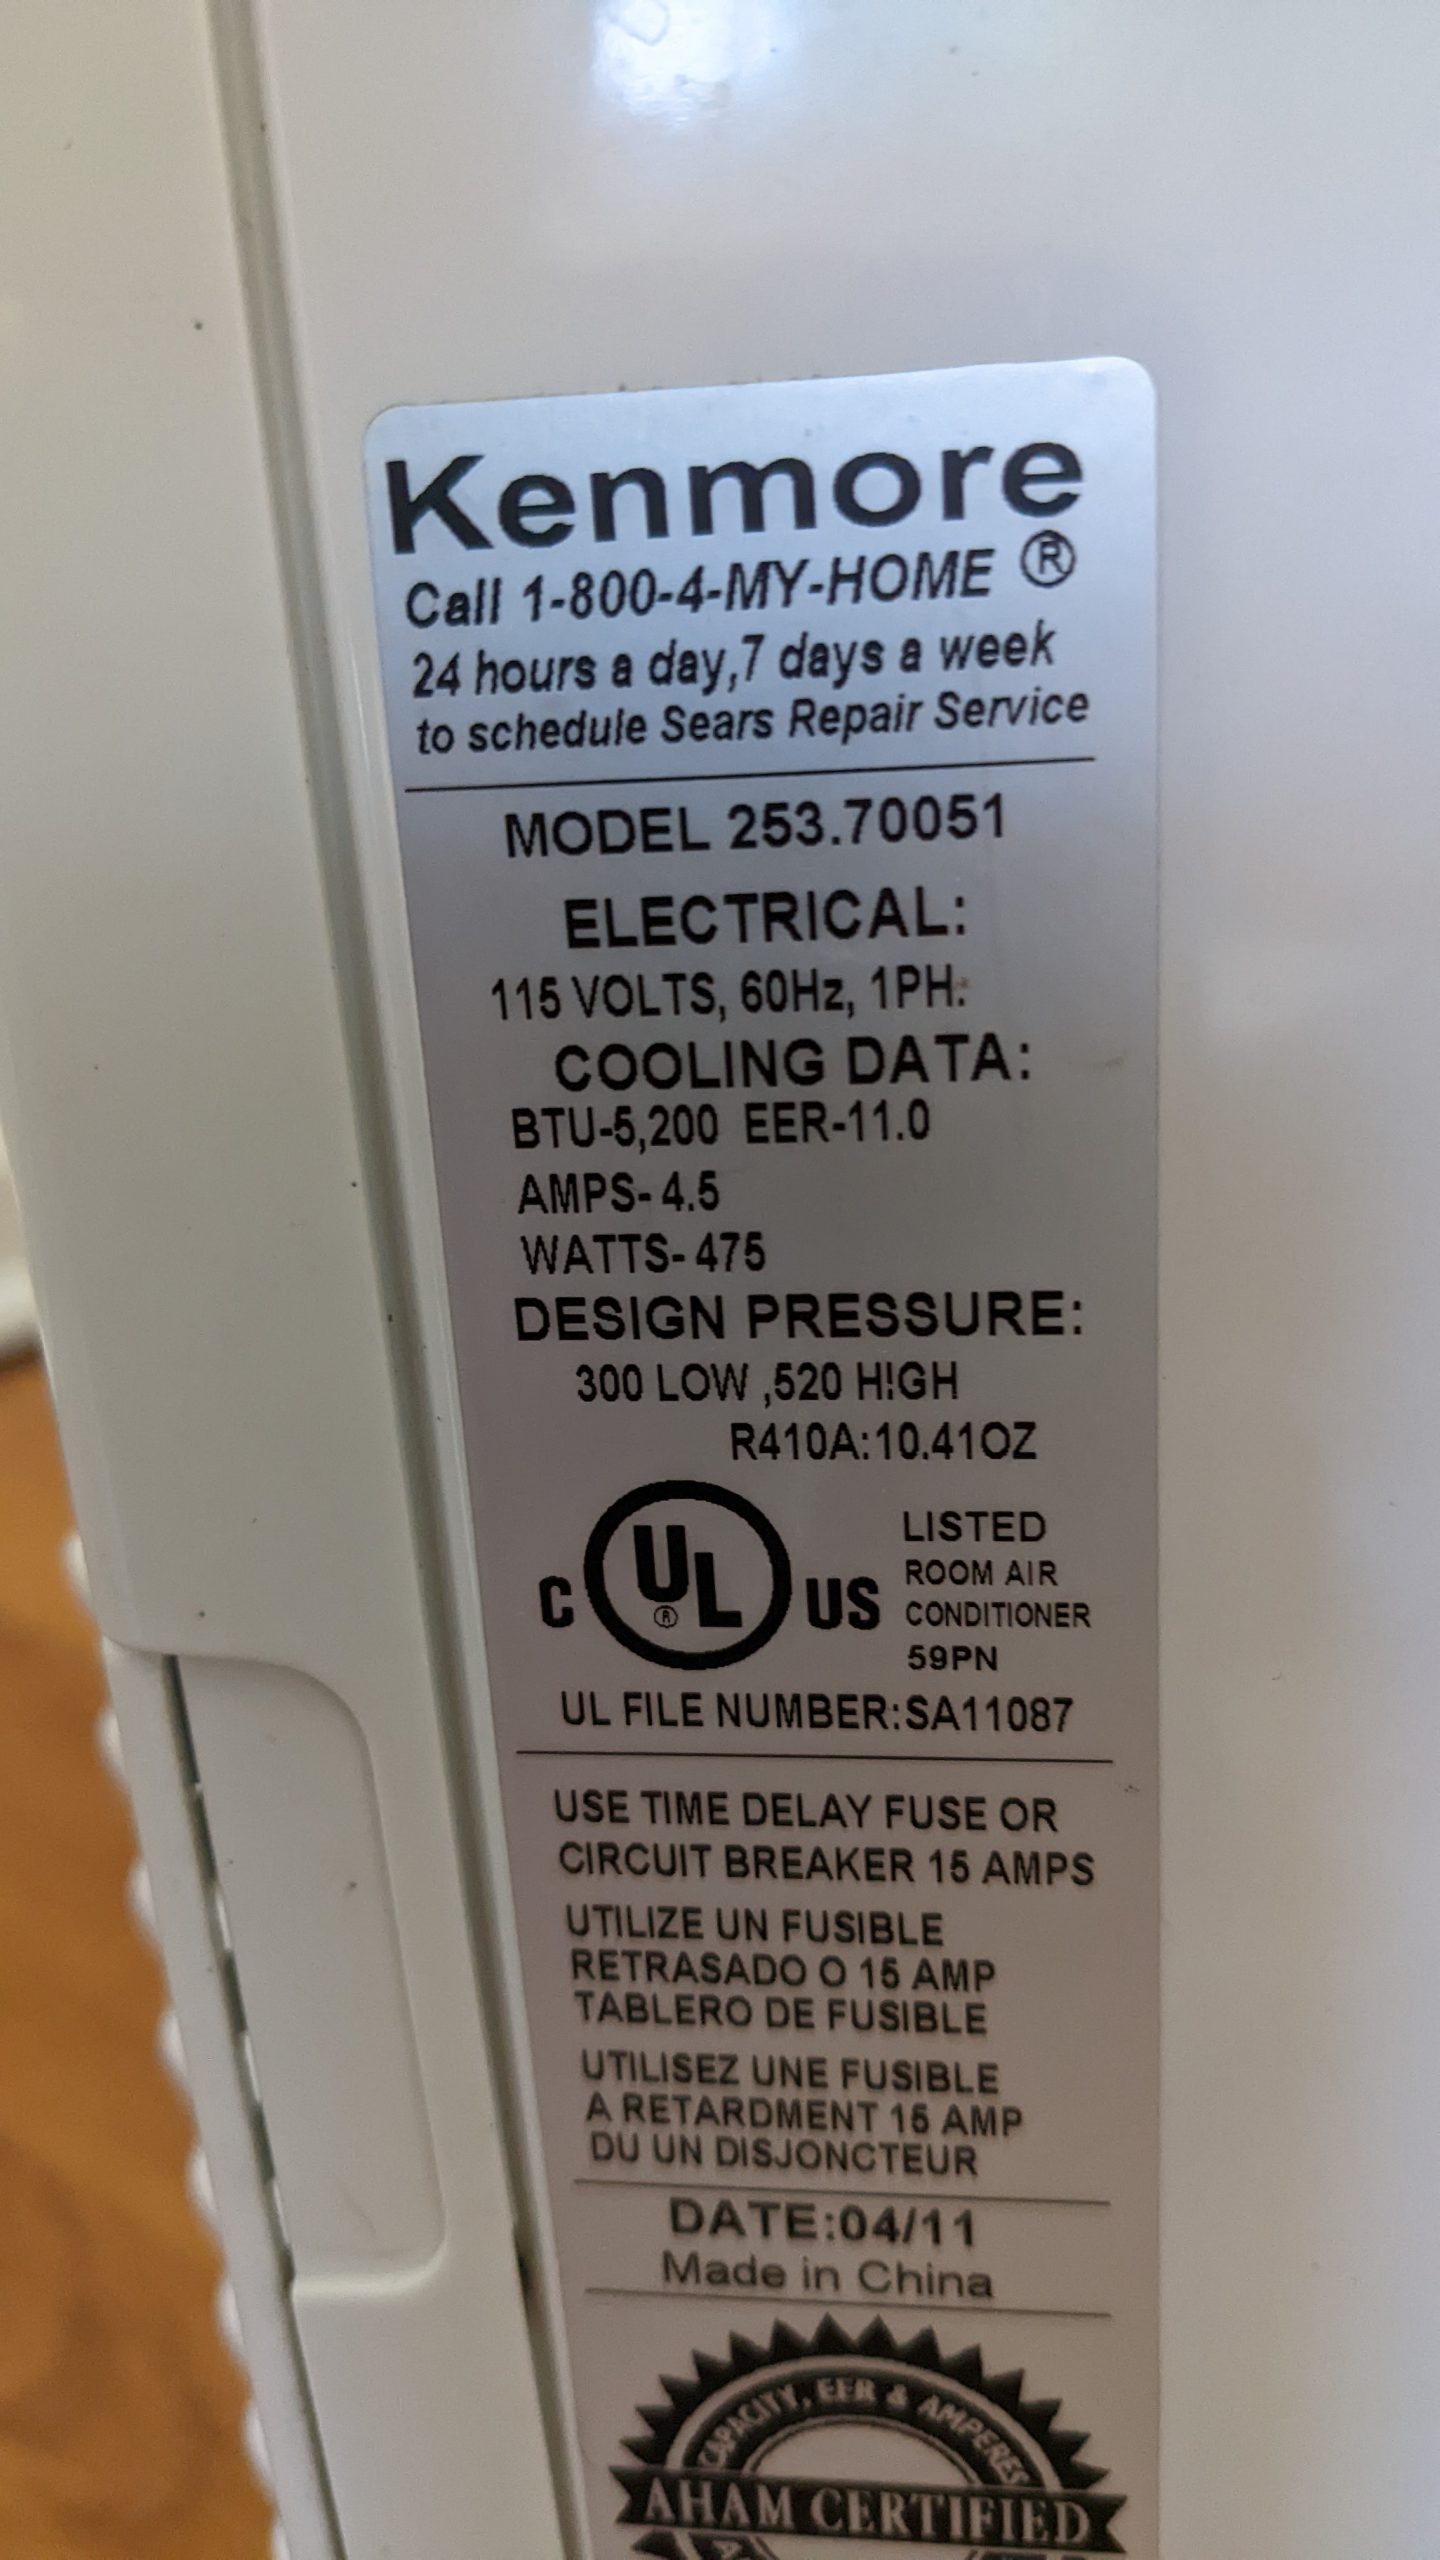 Kenmore
Call 1-800-4-MY-HOME ®
24 hours a day,7 days a week
to schedule Sears Repair Service
MODEL 253.70051
ELECTRICAL:
115 VOLTS, 60Hz, 1PH.
COOLING DATA:
BTU-5,200 EER-11.0
AMPS- 4.5
WATTS- 475
DESIGN PRESSURE:
300 LOW ,520 H!GH
R410A:10.41OZ
C UL ® US
LISTED
ROOM AIR
CONDITIONER
59PN
UL FILE NUMBER:SA11087
USE TIME DELAY FUSE OR
CIRCUIT BREAKER 15 AMPS
UTILIZE UN FUSIBLE
RETRASADO O 15 AMP
TABLERO DE FUSIBLE
UTILISEZ UNE FUSIBLE
A RETARDMENT 15 AMP
DU UN DISJONCTEUR
DATE:04/11
Made in China
CAPACITY, EER & AMPERES
AHAM CERTIFIED